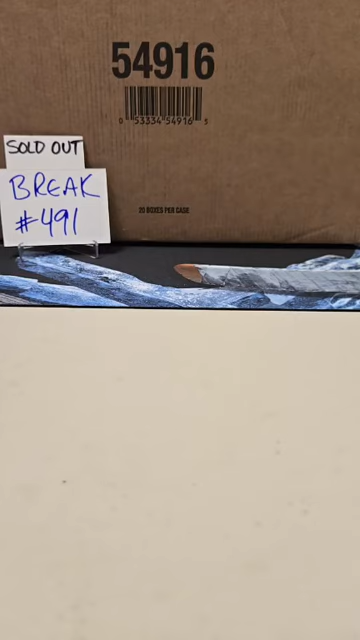 54916
0 53334 54916 5
SOLD OUT
BREAK
#491
20 BOXES PER CASE